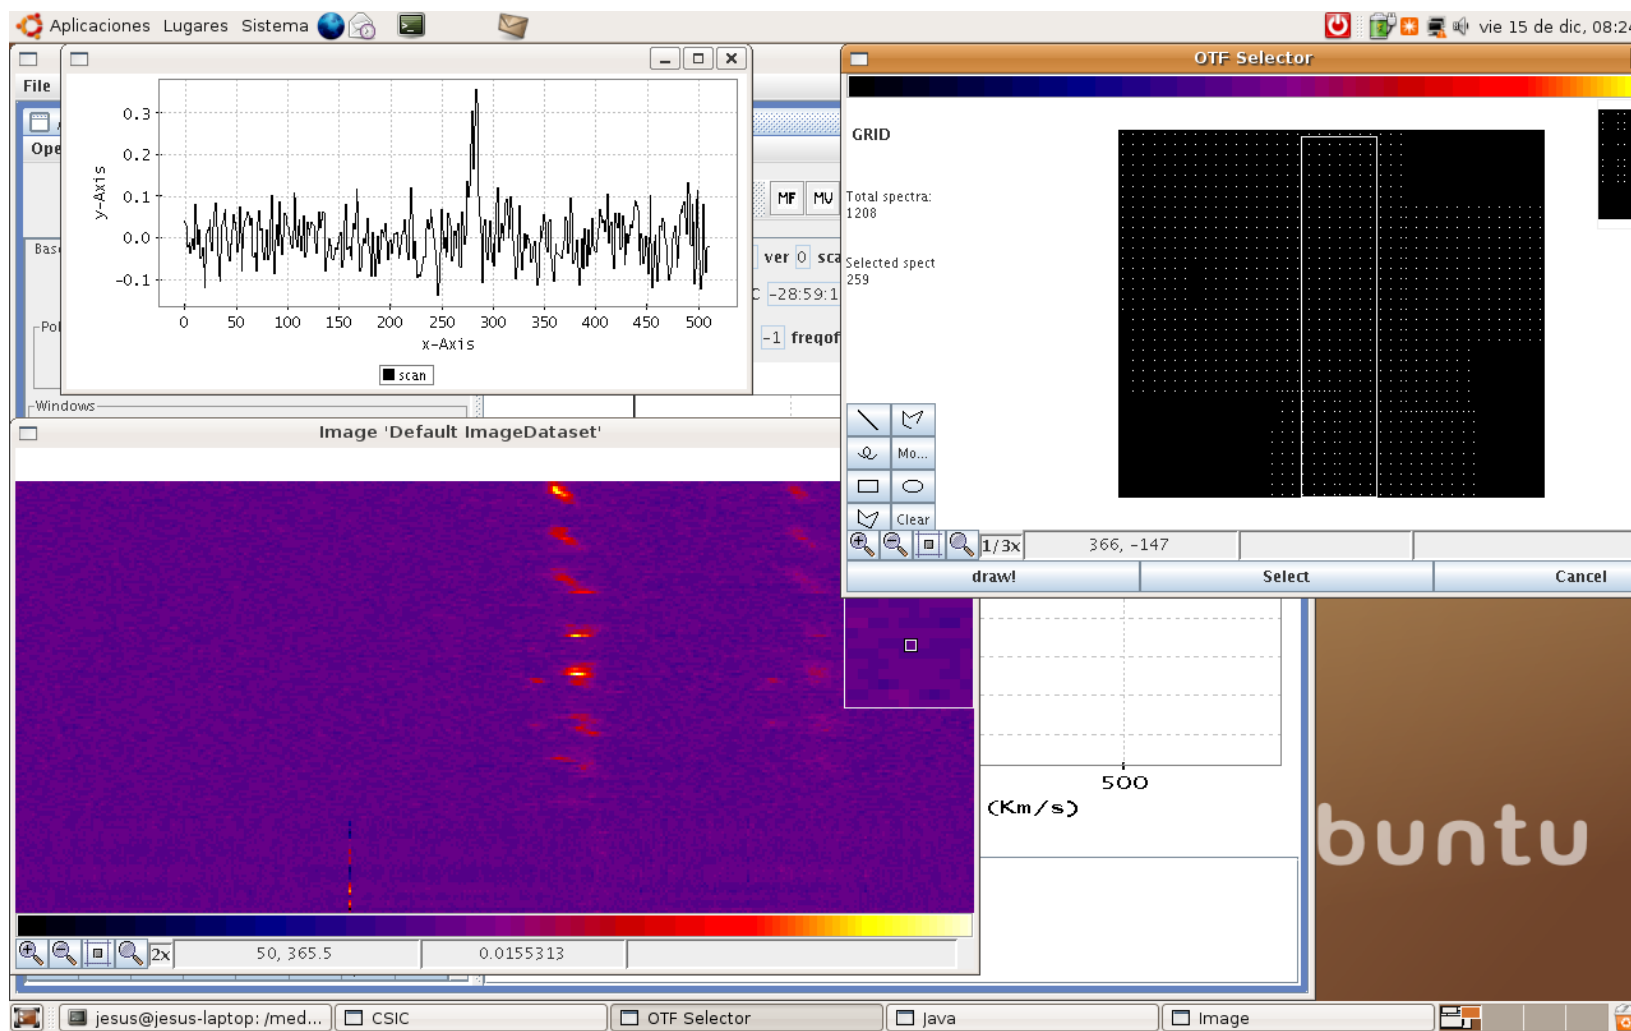 Aplicaciones Lugares Sistema
vie 15 de dic, 08:24
File
Ope
0.3
0.2
0.1
0.0
-0.1
y-Axis
0 50 100 150 200 250 300 350 400 450 500
x-Axis
scan
MF MV
Bas
ver 0 sca
C -28:59:1
Pol
-1 freqof
Windows
OTF Selector
GRID
Total spectra:
1208
Selected spect
259
Mo...
Clear
1/3x 366, -147
draw! Select Cancel
Image 'Default ImageDataset'
500
(Km/s)
buntu
2x 50, 365.5 0.0155313
jesus@jesus-laptop: /med... CSIC OTF Selector Java Image